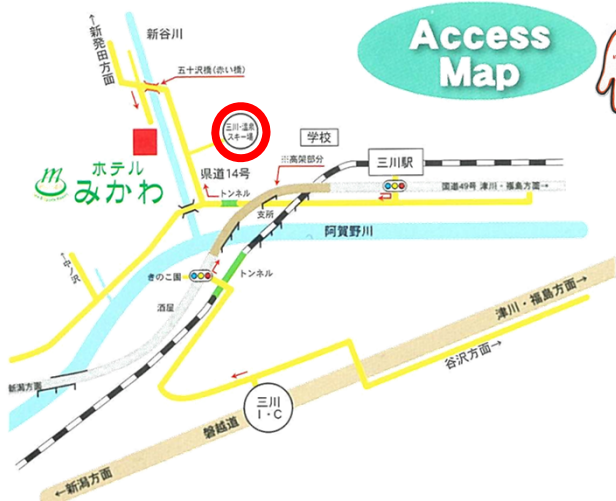 Access
Map
←新発田方面
新谷川
五十沢橋(赤い橋)
三川・温泉
スキー場
学校
※高架部分
三川駅
ホテル
みかわ
県道14号
トンネル
支所
国道49号 津川・福島方面→
阿賀野川
←中ノ沢
きのこ園
トンネル
酒屋
新潟方面
津川・福島方面→
谷沢方面→
三川
I・C
磐越道
←新潟方面